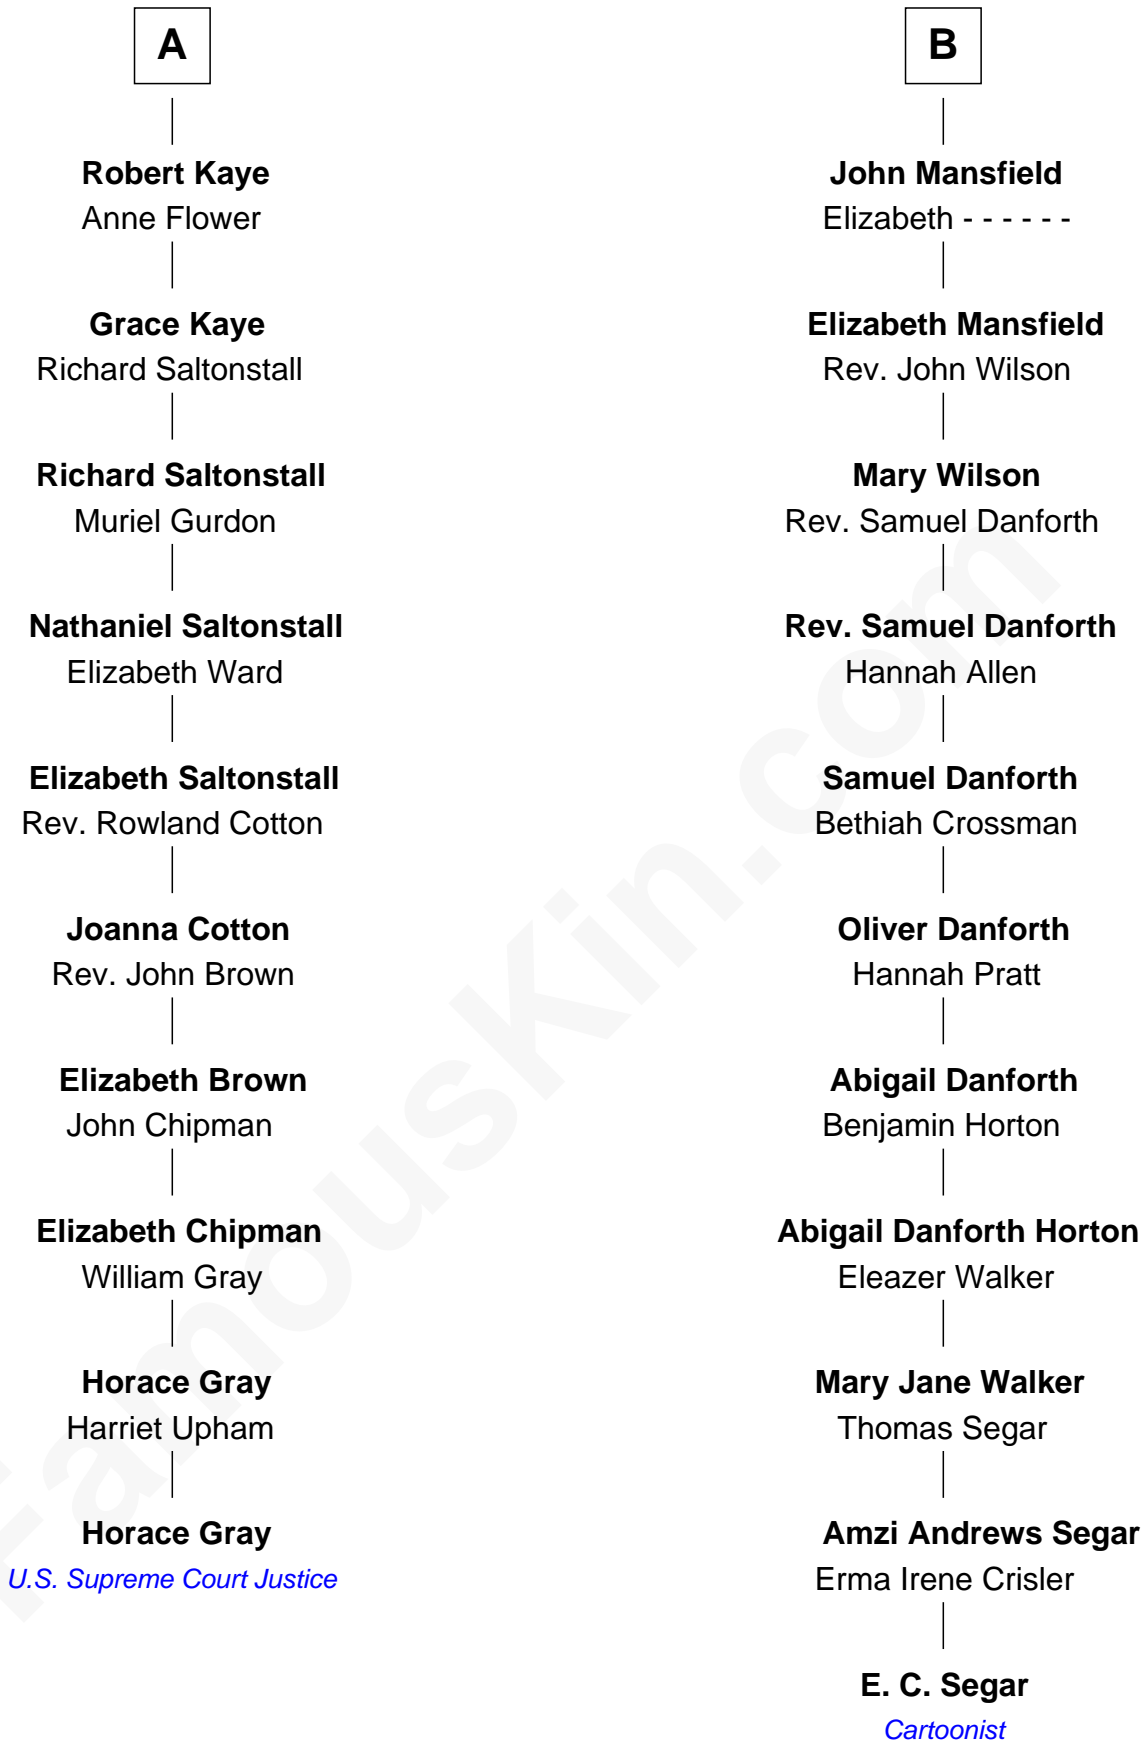 A
Robert Kaye
Anne Flower
Grace Kaye
Richard Saltonstall
Richard Saltonstall
Muriel Gurdon
Nathaniel Saltonstall
Elizabeth Ward
Elizabeth Saltonstall
Rev. Rowland Cotton
Joanna Cotton
Rev. John Brown
Elizabeth Brown
John Chipman
Elizabeth Chipman
William Gray
Horace Gray
Harriet Upham
Horace Gray
U.S. Supreme Court Justice
B
John Mansfield
Elizabeth - - - - - -
Elizabeth Mansfield
Rev. John Wilson
Mary Wilson
Rev. Samuel Danforth
Rev. Samuel Danforth
Hannah Allen
Samuel Danforth
Bethiah Crossman
Oliver Danforth
Hannah Pratt
Abigail Danforth
Benjamin Horton
Abigail Danforth Horton
Eleazer Walker
Mary Jane Walker
Thomas Segar
Amzi Andrews Segar
Erma Irene Crisler
E. C. Segar
Cartoonist
FamousKin.com